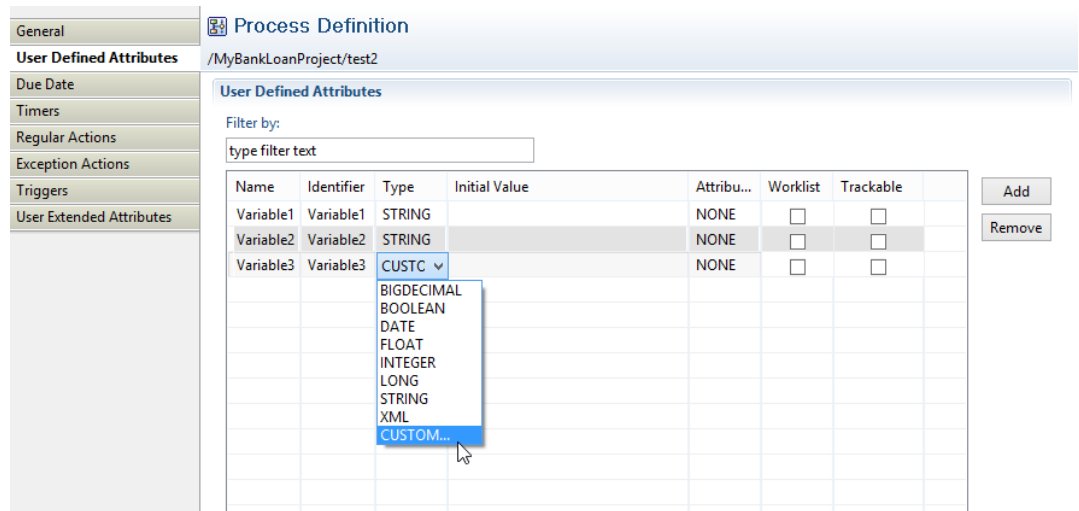 General
User Defined Attributes
Due Date
Timers
Regular Actions
Exception Actions
Triggers
User Extended Attributes
Process Definition
/MyBankLoanProject/test2
User Defined Attributes
Filter by:
type filter text
Name Identifier Type Initial Value Attribu... Worklist Trackable
Variable1 Variable1 STRING NONE
Variable2 Variable2 STRING NONE
Variable3 Variable3 CUSTC NONE
BIGDECIMAL
BOOLEAN
DATE
FLOAT
INTEGER
LONG
STRING
XML
CUSTOM...
Add
Remove